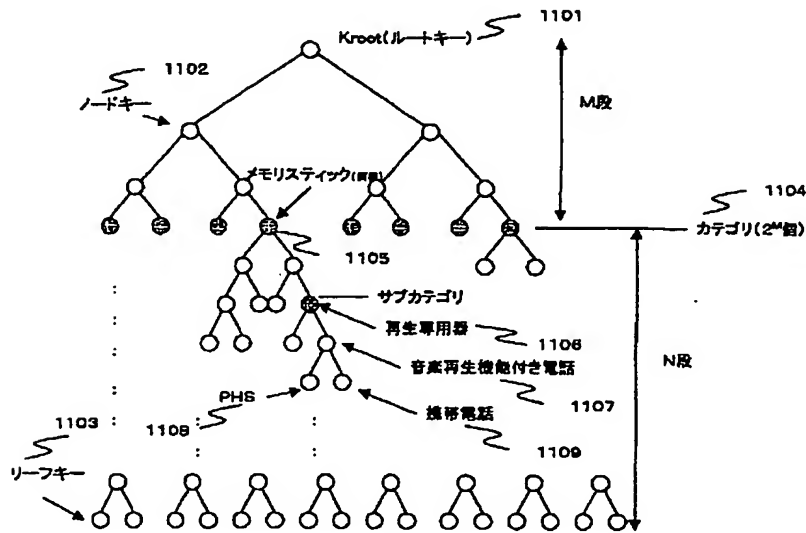 1101
Kroot(ルートキー)
1102
ノードキー
M段
メモリスティック
1104
カテゴリ(2ᴹ個)
1105
サブカテゴリ
再生専用器
1106
音楽再生機能付き電話
N段
1107
PHS
携帯電話
1103
1108
1109
リーフキー